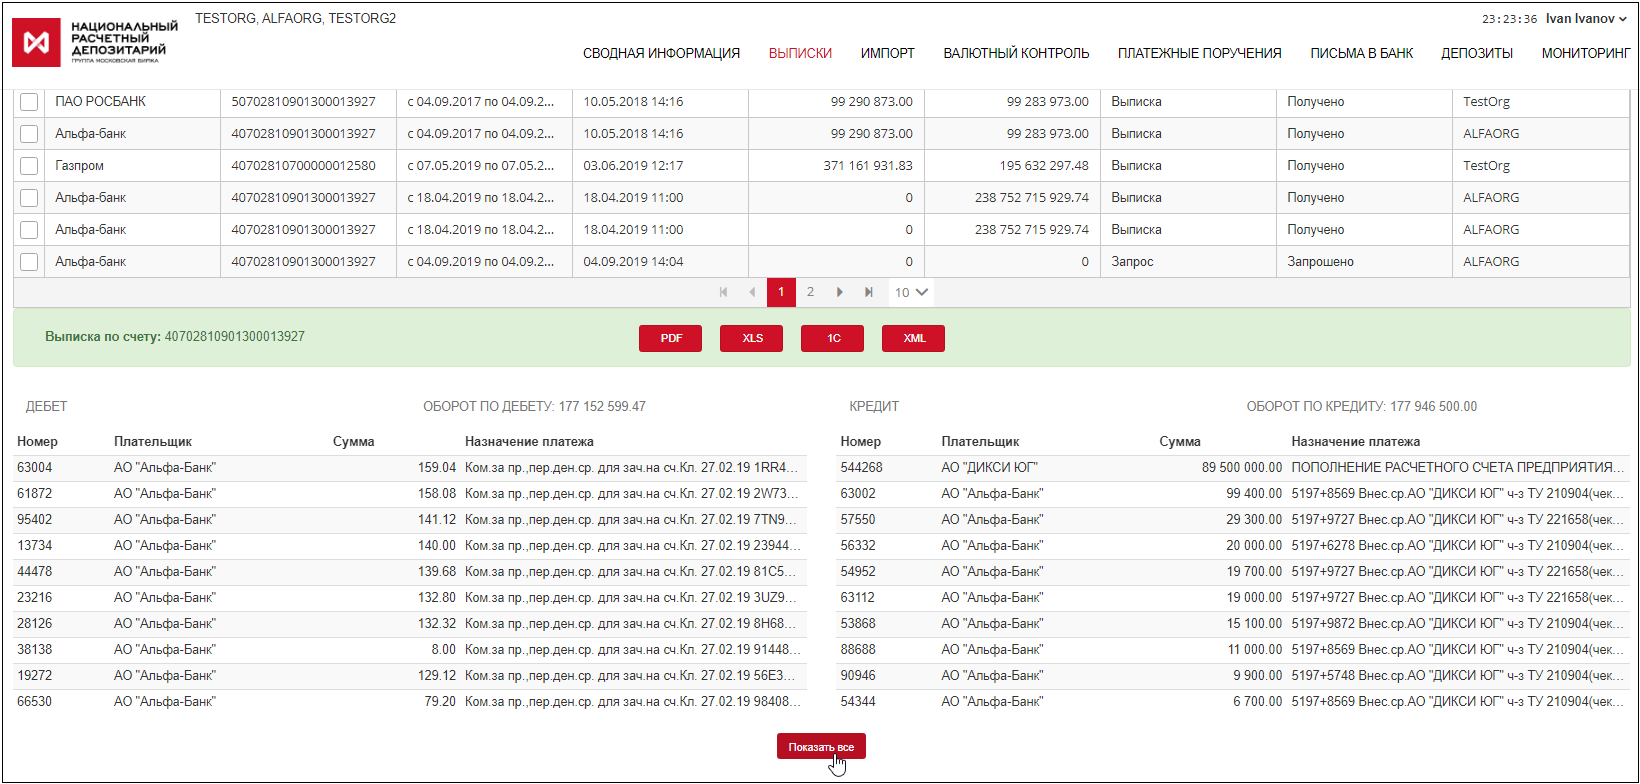 НАЦИОНАЛЬНЫЙ
РАСЧЕТНЫЙ
ДЕПОЗИТАРИЙ
ГРУППА МОСКОВСКАЯ БИРЖА
TESTORG, ALFAORG, TESTORG2
23:23:36 Ivan Ivanov
СВОДНАЯ ИНФОРМАЦИЯ ВЫПИСКИ ИМПОРТ ВАЛЮТНЫЙ КОНТРОЛЬ ПЛАТЕЖНЫЕ ПОРУЧЕНИЯ ПИСЬМА В БАНК ДЕПОЗИТЫ МОНИТОРИНГ
ПАО РОСБАНК 50702810901300013927 с 04.09.2017 по 04.09.2... 10.05.2018 14:16 99 290 873.00 99 283 973.00 Выписка Получено TestOrg
Альфа-банк 40702810901300013927 с 04.09.2017 по 04.09.2... 10.05.2018 14:16 99 290 873.00 99 283 973.00 Выписка Получено ALFAORG
Газпром 40702810700000012580 с 07.05.2019 по 07.05.2... 03.06.2019 12:17 371 161 931.83 195 632 297.48 Выписка Получено TestOrg
Альфа-банк 40702810901300013927 с 18.04.2019 по 18.04.2... 18.04.2019 11:00 0 238 752 715 929.74 Выписка Получено ALFAORG
Альфа-банк 40702810901300013927 с 18.04.2019 по 18.04.2... 18.04.2019 11:00 0 238 752 715 929.74 Выписка Получено ALFAORG
Альфа-банк 40702810901300013927 с 04.09.2019 по 04.09.2... 04.09.2019 14:04 0 0 Запрос Запрошено ALFAORG
1 2 10
Выписка по счету: 40702810901300013927 PDF XLS 1C XML
ДЕБЕТ ОБОРОТ ПО ДЕБЕТУ: 177 152 599.47
Номер Плательщик Сумма Назначение платежа
63004 АО "Альфа-Банк" 159.04 Ком.за пр.,пер.ден.ср. для зач.на сч.Кл. 27.02.19 1RR4...
61872 АО "Альфа-Банк" 158.08 Ком.за пр.,пер.ден.ср. для зач.на сч.Кл. 27.02.19 2W73...
95402 АО "Альфа-Банк" 141.12 Ком.за пр.,пер.ден.ср. для зач.на сч.Кл. 27.02.19 7TN9...
13734 АО "Альфа-Банк" 140.00 Ком.за пр.,пер.ден.ср. для зач.на сч.Кл. 27.02.19 23944...
44478 АО "Альфа-Банк" 139.68 Ком.за пр.,пер.ден.ср. для зач.на сч.Кл. 27.02.19 81C5...
23216 АО "Альфа-Банк" 132.80 Ком.за пр.,пер.ден.ср. для зач.на сч.Кл. 27.02.19 3UZ9...
28126 АО "Альфа-Банк" 132.32 Ком.за пр.,пер.ден.ср. для зач.на сч.Кл. 27.02.19 8H68...
38138 АО "Альфа-Банк" 8.00 Ком.за пр.,пер.ден.ср. для зач.на сч.Кл. 27.02.19 91448...
19272 АО "Альфа-Банк" 129.12 Ком.за пр.,пер.ден.ср. для зач.на сч.Кл. 27.02.19 56E3...
66530 АО "Альфа-Банк" 79.20 Ком.за пр.,пер.ден.ср. для зач.на сч.Кл. 27.02.19 98408...
КРЕДИТ ОБОРОТ ПО КРЕДИТУ: 177 946 500.00
Номер Плательщик Сумма Назначение платежа
544268 АО "ДИКСИ ЮГ" 89 500 000.00 ПОПОЛНЕНИЕ РАСЧЕТНОГО СЧЕТА ПРЕДПРИЯТИЯ...
63002 АО "Альфа-Банк" 99 400.00 5197+8569 Внес.ср.АО "ДИКСИ ЮГ" ч-з ТУ 210904(чек...
57550 АО "Альфа-Банк" 29 300.00 5197+9727 Внес.ср.АО "ДИКСИ ЮГ" ч-з ТУ 221658(чек...
56332 АО "Альфа-Банк" 20 000.00 5197+6278 Внес.ср.АО "ДИКСИ ЮГ" ч-з ТУ 210904(чек...
54952 АО "Альфа-Банк" 19 700.00 5197+9727 Внес.ср.АО "ДИКСИ ЮГ" ч-з ТУ 221658(чек...
63112 АО "Альфа-Банк" 19 000.00 5197+9727 Внес.ср.АО "ДИКСИ ЮГ" ч-з ТУ 221658(чек...
53868 АО "Альфа-Банк" 15 100.00 5197+9872 Внес.ср.АО "ДИКСИ ЮГ" ч-з ТУ 210904(чек...
88688 АО "Альфа-Банк" 11 000.00 5197+8569 Внес.ср.АО "ДИКСИ ЮГ" ч-з ТУ 210904(чек...
90946 АО "Альфа-Банк" 9 900.00 5197+5748 Внес.ср.АО "ДИКСИ ЮГ" ч-з ТУ 210904(чек...
54344 АО "Альфа-Банк" 6 700.00 5197+8569 Внес.ср.АО "ДИКСИ ЮГ" ч-з ТУ 210904(чек...
Показать все